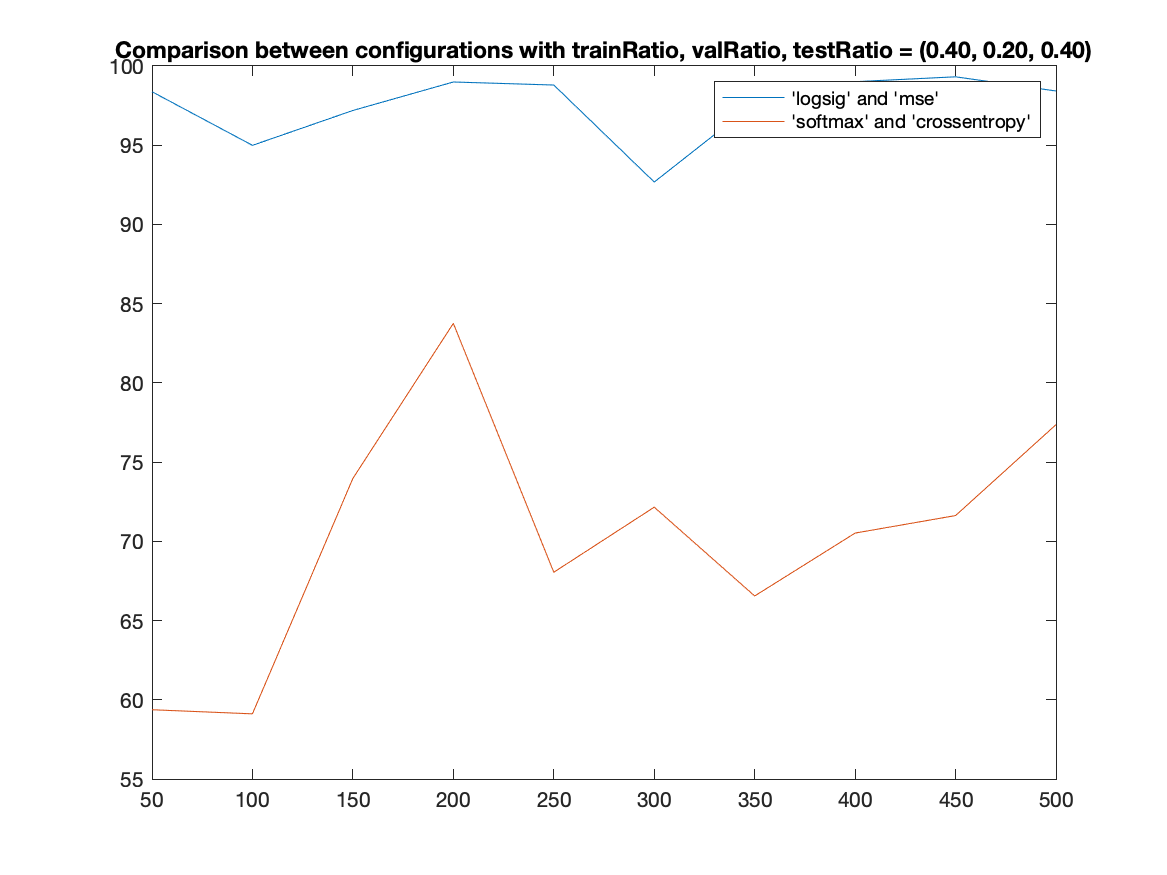 Comparison between configurations with trainRatio, valRatio, testRatio = (0.40, 0.20, 0.40)
100
'logsig' and 'mse'
'softmax' and 'crossentropy'
95
90
85
80
75
70
65
60
55
50 100 150 200 250 300 350 400 450 500